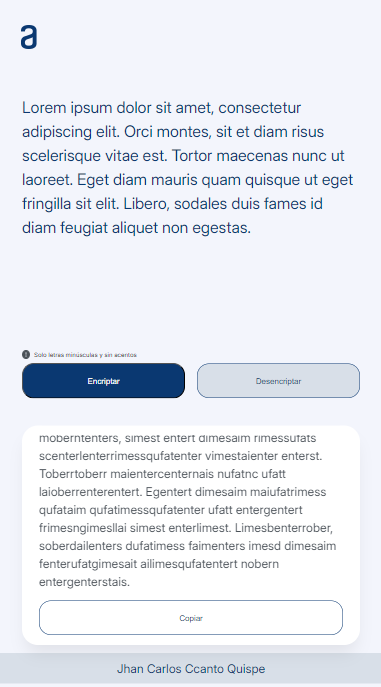 a
Lorem ipsum dolor sit amet, consectetur
adipiscing elit. Orci montes, sit et diam risus
scelerisque vitae est. Tortor maecenas nunc ut
laoreet. Eget diam mauris quam quisque ut eget
fringilla sit elit. Libero, sodales duis fames id
diam feugiat aliquet non egestas.
Solo letras minúsculas y sin acentos
Encriptar
Desencriptar
moberntenters, simest entert dimesaim rimessufats
scenterlenterrimessqufatenter vimestaienter enterst.
Toberrtoberr maientercenternais nufatnc ufatt
laioberrenterentert. Egentert dimesaim maiufatrimess
qufataim qufatimessqufatenter ufatt entergentert
frimesngimesllai simest enterlimest. Limesbenterrober,
soberdailenters dufatimess faimenters imesd dimesaim
fenterufatgimesait ailimesqufatentert nobern
entergenterstais.
Copiar
Jhan Carlos Ccanto Quispe